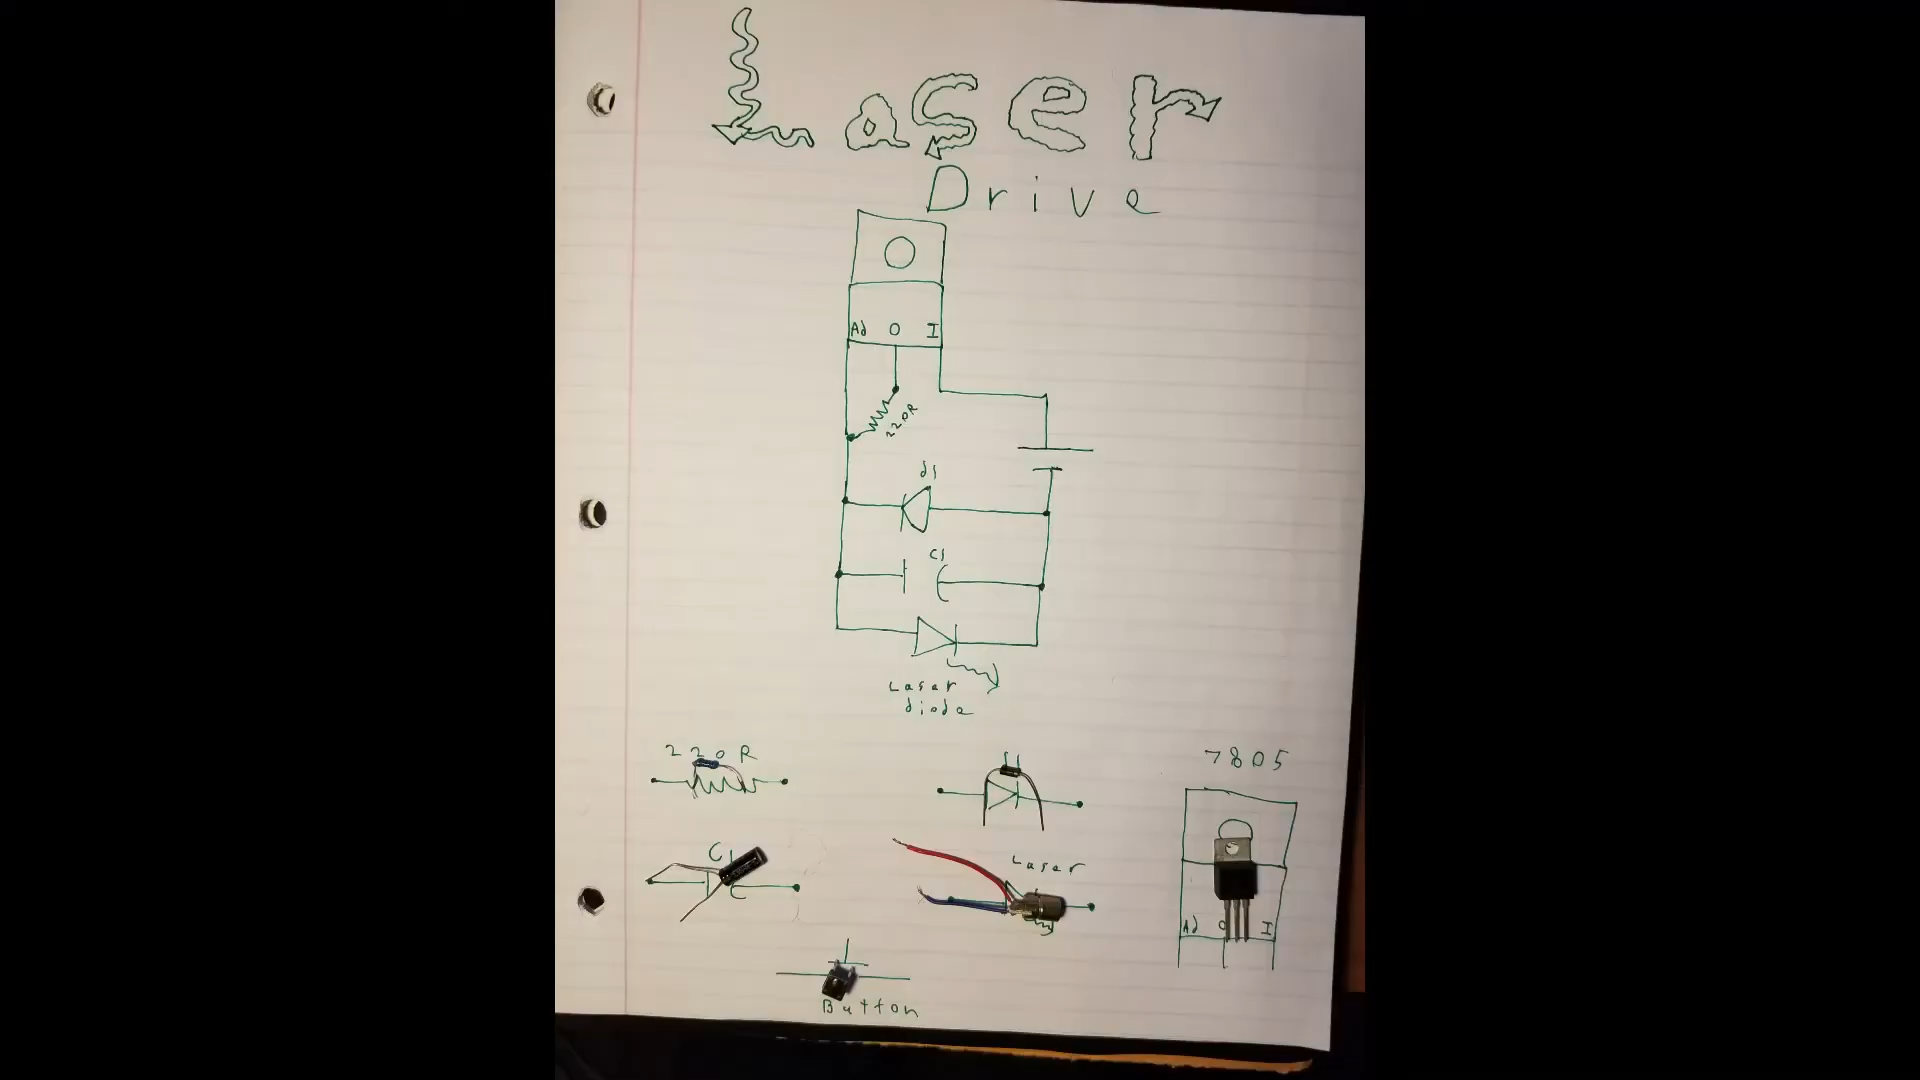 Laser
Drive
Ad O I
220R
d1
C1
Laser
diode
220R
7805
C1
Laser
Ad O I
Button